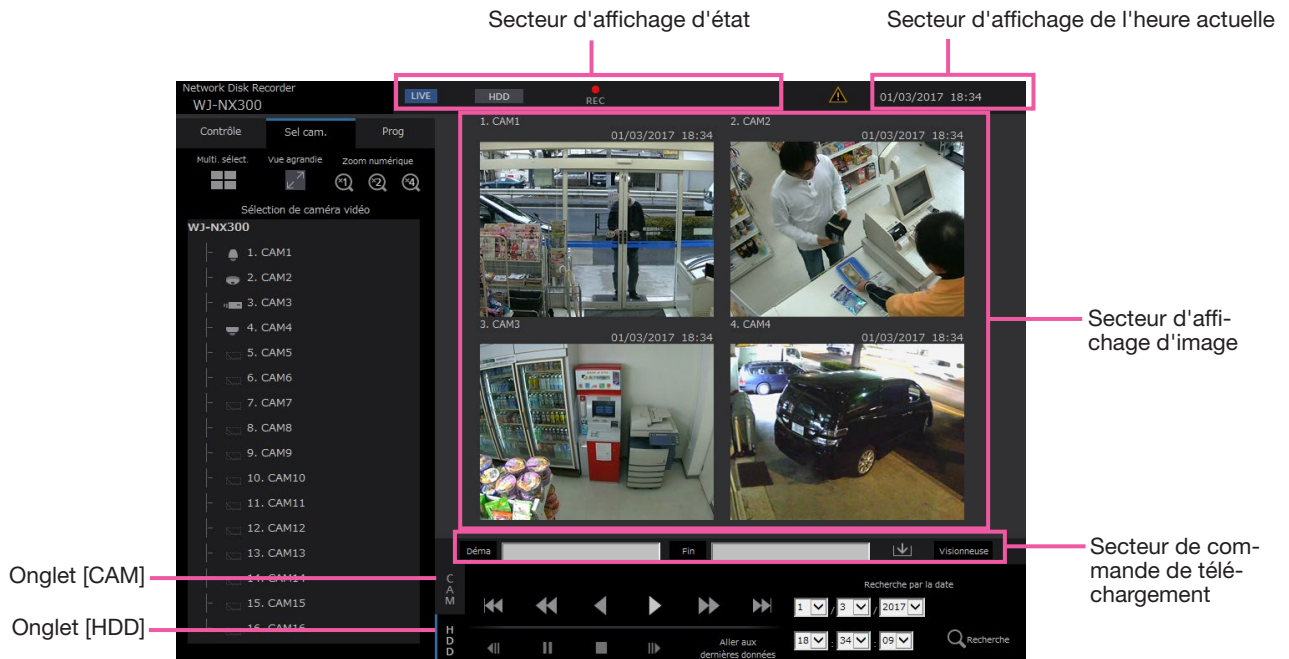 Secteur d'affichage d'état
Secteur d'affichage de l'heure actuelle
Network Disk Recorder
WJ-NX300
LIVE
HDD
REC
01/03/2017 18:34
Contrôle
Sel cam.
Prog
Multi. sélect.
Vue agrandie
Zoom numérique
x1
x2
x4
Sélection de caméra vidéo
WJ-NX300
1. CAM1
2. CAM2
3. CAM3
4. CAM4
5. CAM5
6. CAM6
7. CAM7
8. CAM8
9. CAM9
10. CAM10
11. CAM11
12. CAM12
13. CAM13
14. CAM14
15. CAM15
16. CAM16
1. CAM1
01/03/2017 18:34
2. CAM2
01/03/2017 18:34
3. CAM3
01/03/2017 18:34
4. CAM4
01/03/2017 18:34
Secteur d'affi-
chage d'image
Déma
Fin
Visionneuse
Secteur de com-
mande de télé-
chargement
Onglet [CAM]
Onglet [HDD]
CAM
HDD
Recherche par la date
1 / 3 / 2017
18 : 34 : 09
Recherche
Aller aux
dernières données